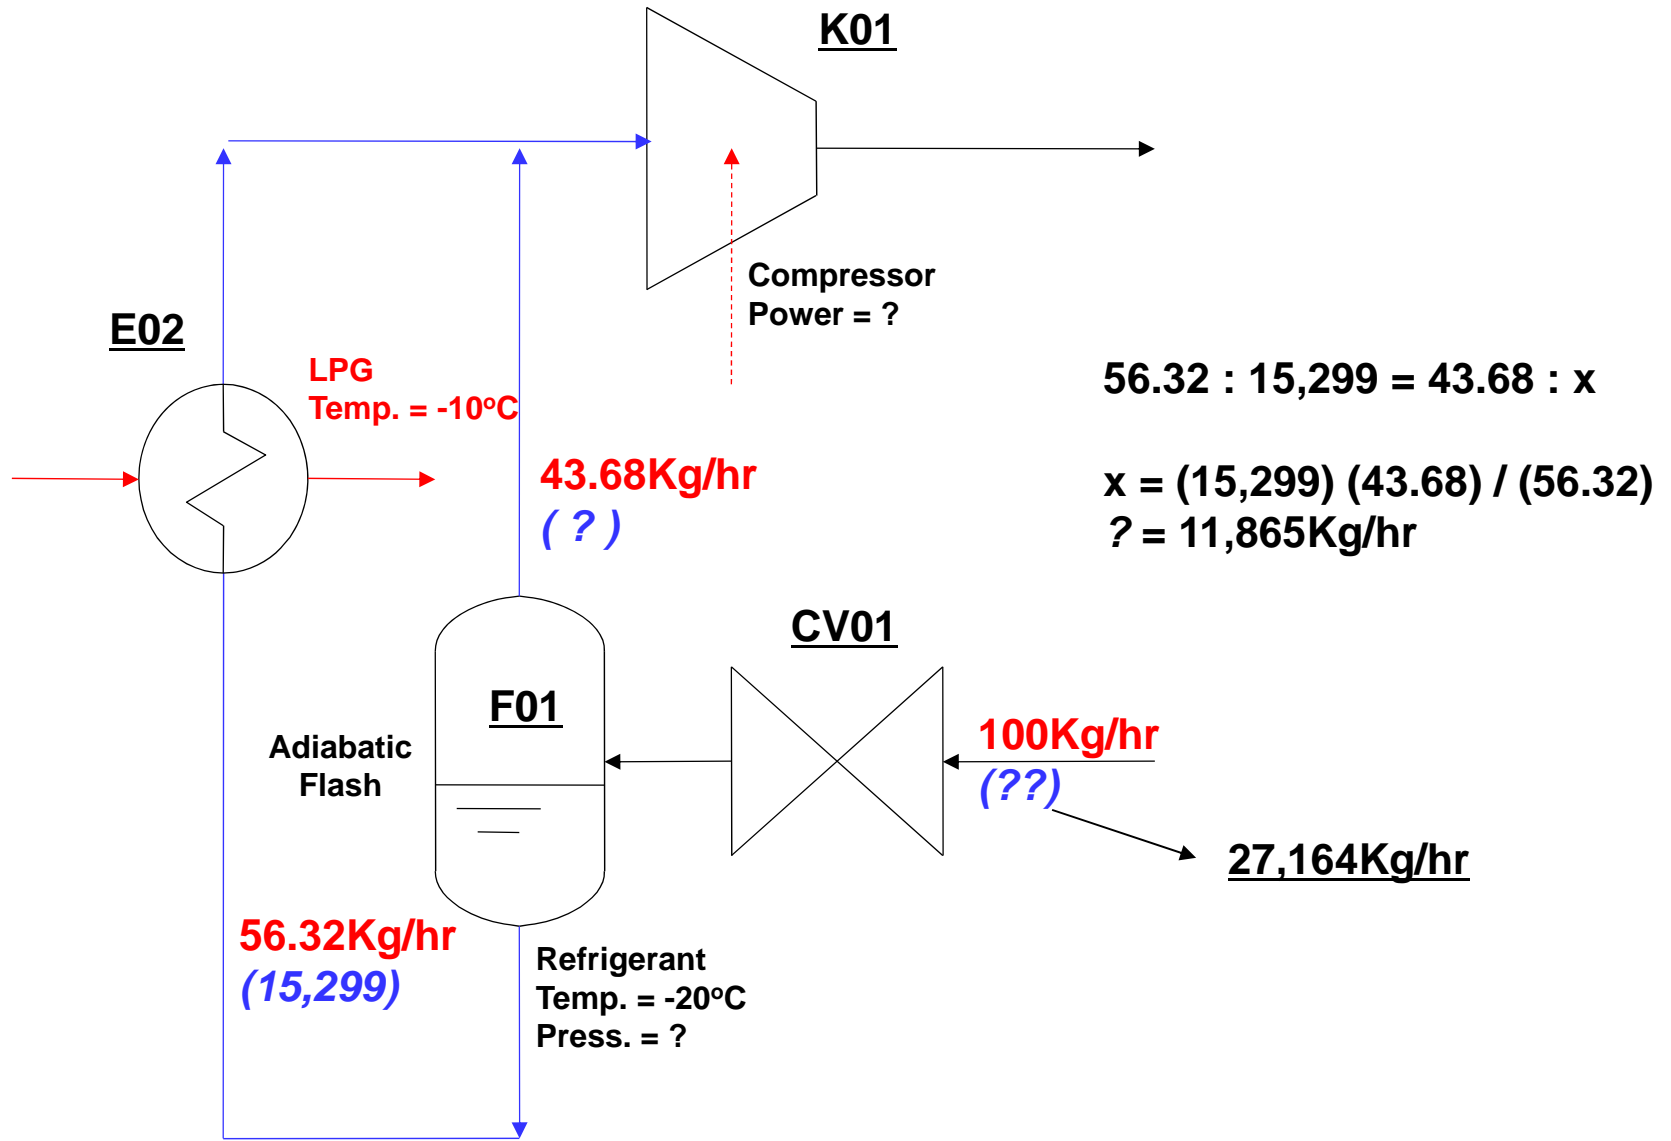 K01
Compressor
Power = ?
E02
LPG
Temp. = -10ºC
56.32 : 15,299 = 43.68 : x
43.68Kg/hr
( ? )
x = (15,299) (43.68) / (56.32)
? = 11,865Kg/hr
CV01
F01
Adiabatic
Flash
100Kg/hr
(??)
27,164Kg/hr
56.32Kg/hr
(15,299)
Refrigerant
Temp. = -20ºC
Press. = ?